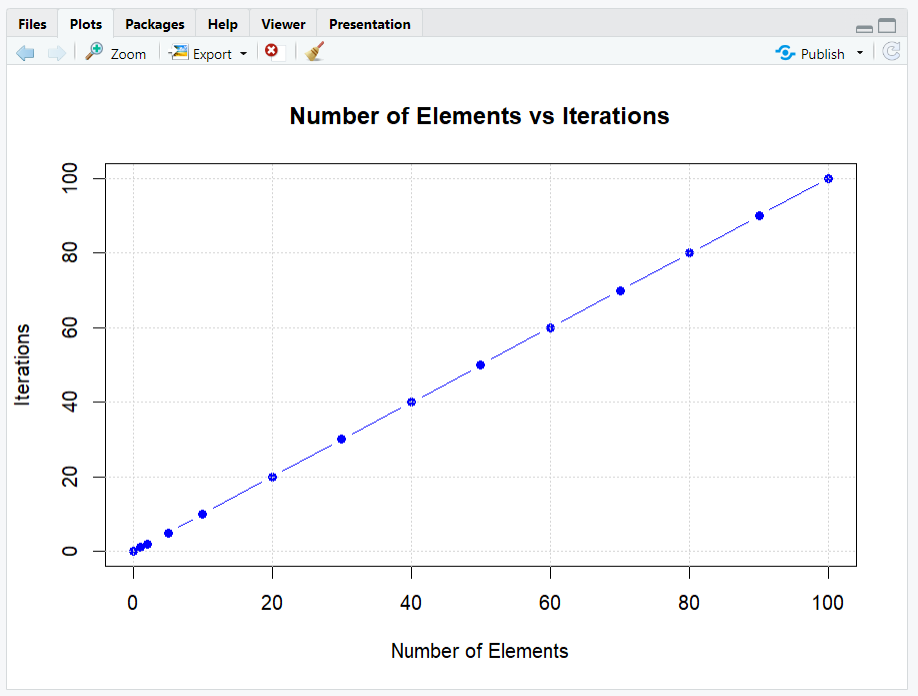 Files Plots Packages Help Viewer Presentation
Zoom Export Publish
Number of Elements vs Iterations
100
80
60
40
20
0
Iterations
0 20 40 60 80 100
Number of Elements